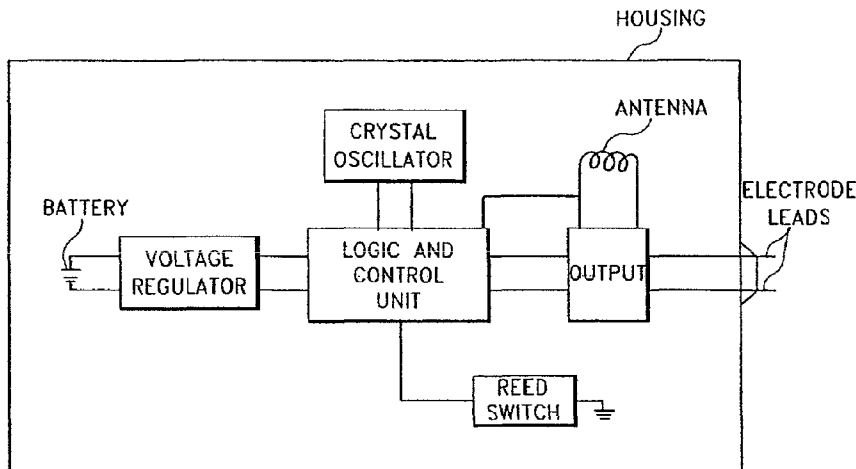 HOUSING
ANTENNA
CRYSTAL
OSCILLATOR
ELECTRODE
LEADS
BATTERY
VOLTAGE
REGULATOR
LOGIC AND
CONTROL
UNIT
OUTPUT
REED
SWITCH